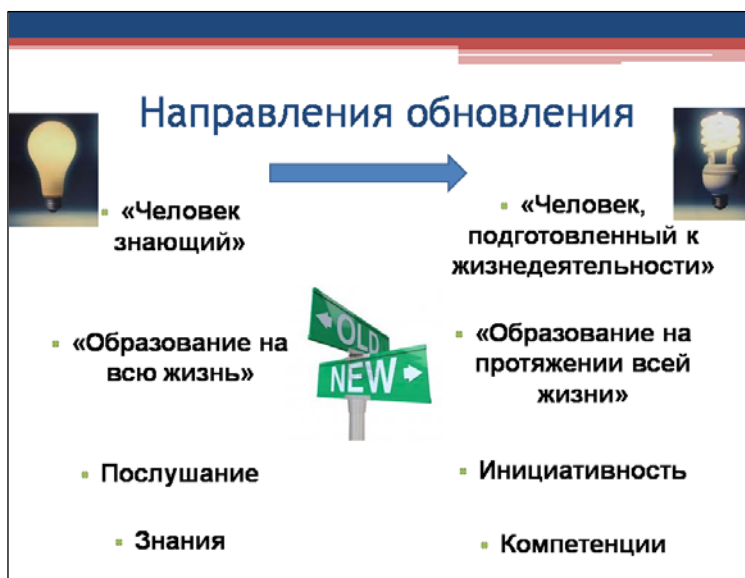 Направления обновления
«Человек
знающий»
«Образование на
всю жизнь»
Послушание
Знания
OLD
NEW
«Человек,
подготовленный к
жизнедеятельности»
«Образование на
протяжении всей
жизни»
Инициативность
Компетенции